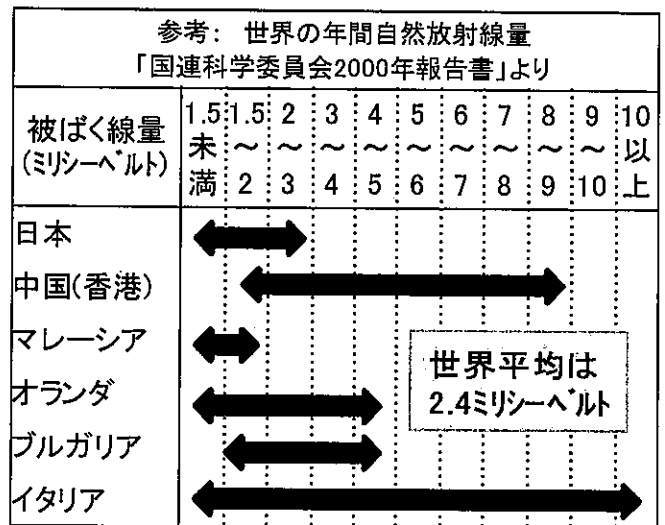 参考: 世界の年間自然放射線量
「国連科学委員会2000年報告書」より
被ばく線量
(ミリシーベルト)
1.5未満 1.5～2 2～3 3～4 4～5 5～6 6～7 7～8 8～9 9～10 10以上
日本
中国(香港)
マレーシア
オランダ
ブルガリア
イタリア
世界平均は
2.4ミリシーベルト